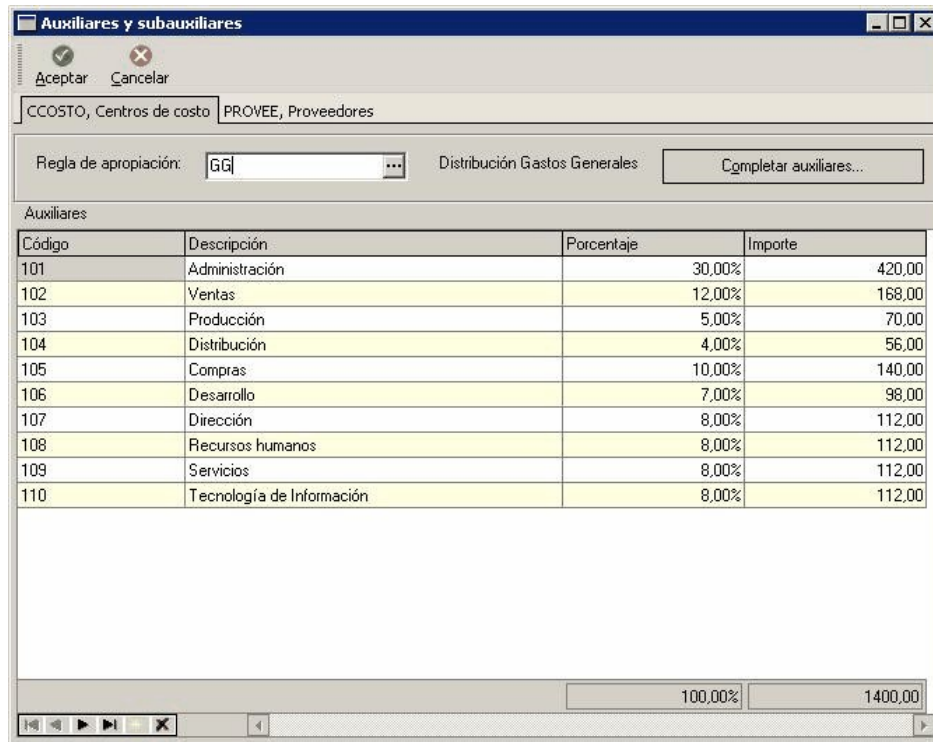 Auxiliares y subauxiliares
Aceptar Cancelar
CCOSTO, Centros de costo PROVEE, Proveedores
Regla de apropiación: GG ... Distribución Gastos Generales Completar auxiliares...
Auxiliares
Código Descripción Porcentaje Importe
101 Administración 30,00% 420,00
102 Ventas 12,00% 168,00
103 Producción 5,00% 70,00
104 Distribución 4,00% 56,00
105 Compras 10,00% 140,00
106 Desarrollo 7,00% 98,00
107 Dirección 8,00% 112,00
108 Recursos humanos 8,00% 112,00
109 Servicios 8,00% 112,00
110 Tecnología de Información 8,00% 112,00
100,00% 1400,00